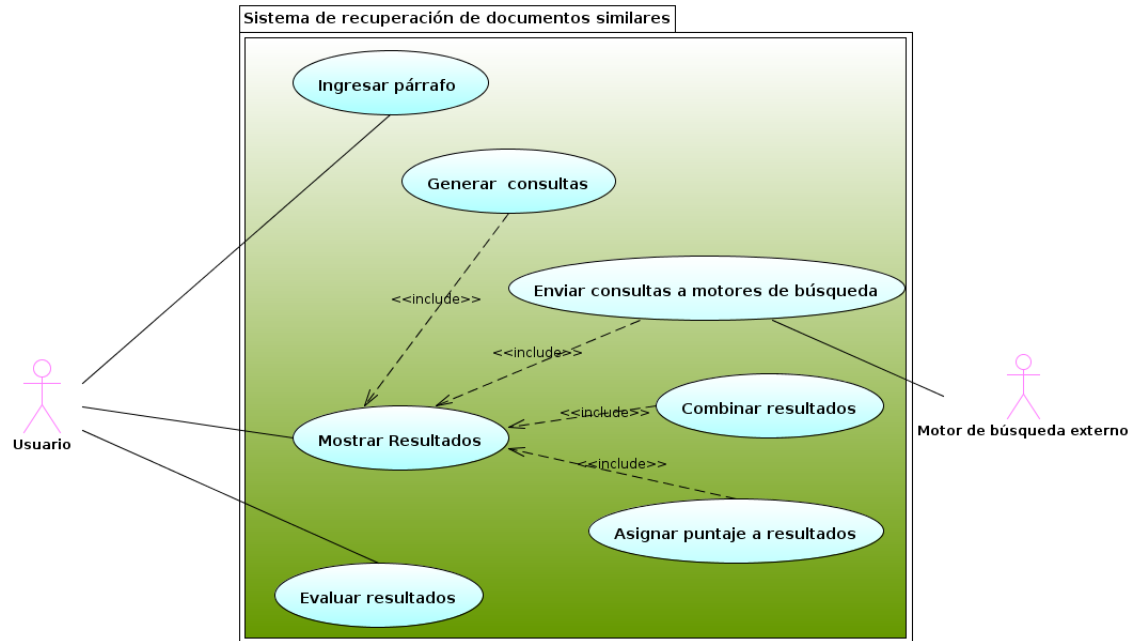 Sistema de recuperación de documentos similares
Ingresar párrafo
Generar consultas
<<include>>
Enviar consultas a motores de búsqueda
<<include>>
Usuario
Mostrar Resultados
<<include>>
Combinar resultados
Motor de búsqueda externo
<<include>>
Asignar puntaje a resultados
Evaluar resultados